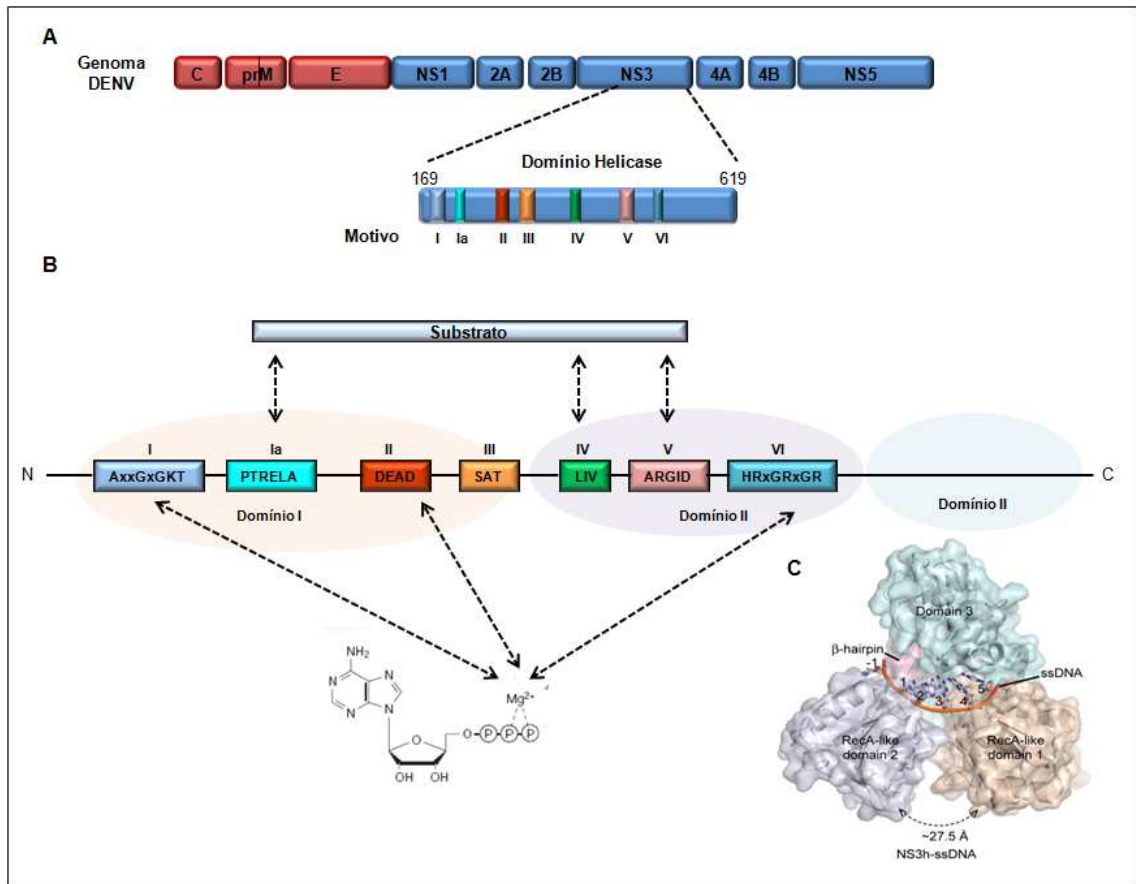 A
Genoma
DENV
C prM E NS1 2A 2B NS3 4A 4B NS5
Domínio Helicase
169 619
Motivo I Ia II III IV V VI
B
Substrato
I Ia II III IV V VI
N AxxGxGKT PTRELA DEAD SAT LIV ARGID HRxGRxGR C
Domínio I Domínio II Domínio II
C
Domain 3
β-hairpin
-1
ssDNA
1 2 3 4 5
RecA-like
domain 2
RecA-like
domain 1
~27.5 Å
NS3h-ssDNA
NH₂
N N
N N
Mg²⁺
O O P P P
OH OH